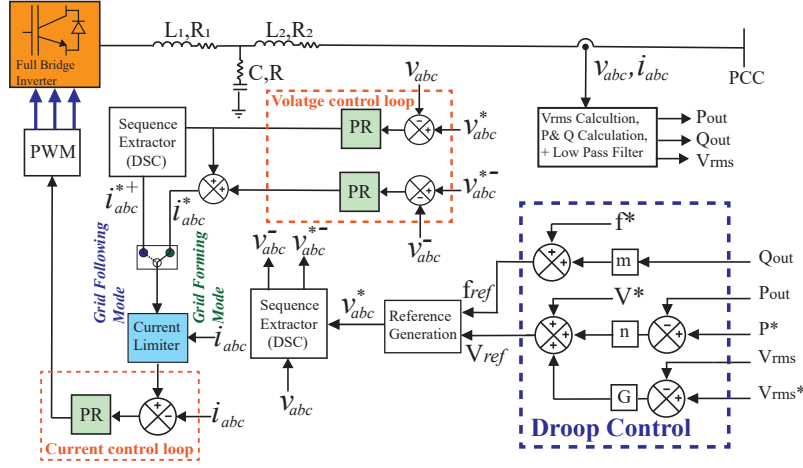 L1,R1
L2,R2
Full Bridge
Inverter
C,R
vabc
vabc,iabc
PCC
Volatge control loop
PWM
Sequence
Extractor
(DSC)
PR
v*abc
Vrms Calcultion,
P& Q Calculation,
+ Low Pass Filter
Pout
Qout
Vrms
i*+abc
i*abc
PR
v*-abc
v-abc
Grid Following
Mode
Grid Forming
Mode
v-abc
v*-abc
f*
m
Qout
fref
V*
Pout
Sequence
Extractor
(DSC)
v*abc
Reference
Generation
Vref
n
P*
Current
Limiter
iabc
Vrms
G
Vrms*
vabc
PR
iabc
Current control loop
Droop Control